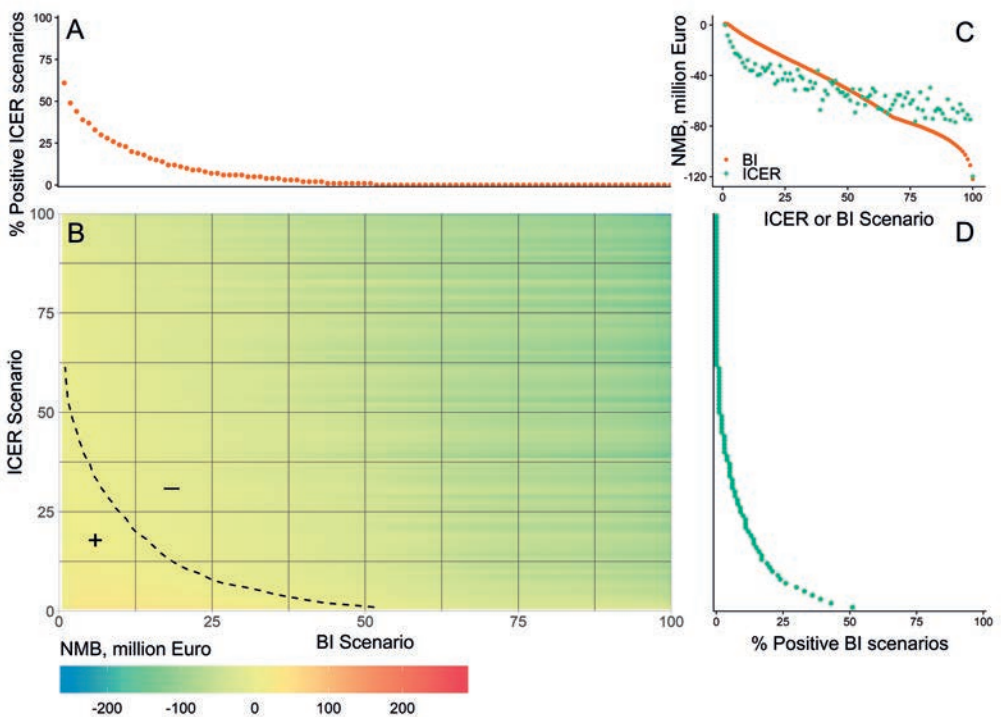 A
% Positive ICER scenarios
100
75
50
25
0
C
NMB, million Euro
0
-40
-80
-120
BI
ICER
1
25
50
75
100
ICER or BI Scenario
B
ICER Scenario
100
75
50
25
0
+
−
0
25
50
75
100
BI Scenario
D
0
25
50
75
100
% Positive BI scenarios
NMB, million Euro
-200
-100
0
100
200